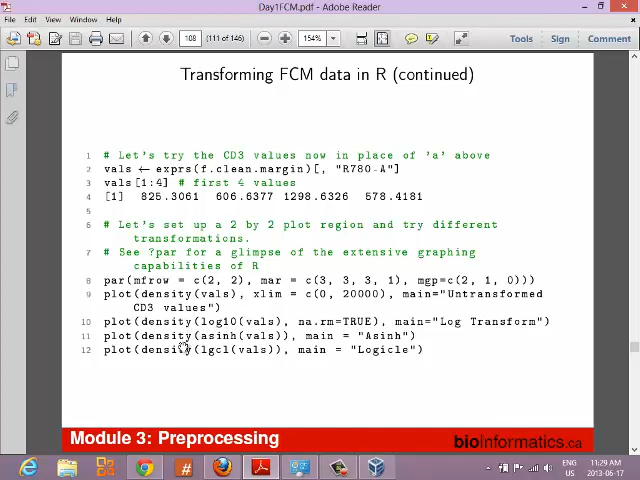 Day1FCM.pdf - Adobe Reader
File Edit View Window Help
108 (111 of 146) 154% Tools Sign Comment
Transforming FCM data in R (continued)
1 # Let's try the CD3 values now in place of 'a' above
2 vals ← exprs(f.clean.margin)[, "R780-A"]
3 vals[1:4] # first 4 values
4 [1] 825.3061 606.6377 1298.6326 578.4181
5
6 # Let's set up a 2 by 2 plot region and try different
transformations.
7 # See ?par for a glimpse of the extensive graphing
capabilities of R
8 par(mfrow = c(2, 2), mar = c(3, 3, 3, 1), mgp=c(2, 1, 0)))
9 plot(density(vals), xlim = c(0, 20000), main="Untransformed
CD3 values")
10 plot(density(log10(vals), na.rm=TRUE), main="Log Transform")
11 plot(density(asinh(vals)), main = "Asinh")
12 plot(density(lgcl(vals)), main = "Logicle")
Module 3: Preprocessing bioinformatics.ca
11:29 AM
2013-06-17